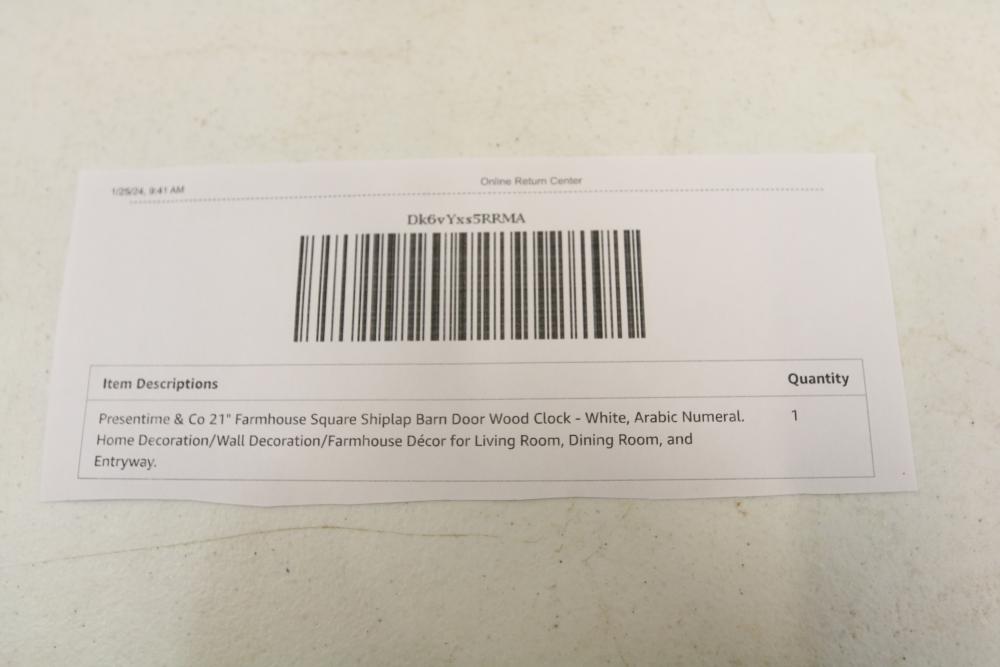 1/25/24, 9:41 AM
Online Return Center
Dk6vYxs5RRMA
Item Descriptions
Quantity
Presentime & Co 21" Farmhouse Square Shiplap Barn Door Wood Clock - White, Arabic Numeral.
1
Home Decoration/Wall Decoration/Farmhouse Décor for Living Room, Dining Room, and
Entryway.